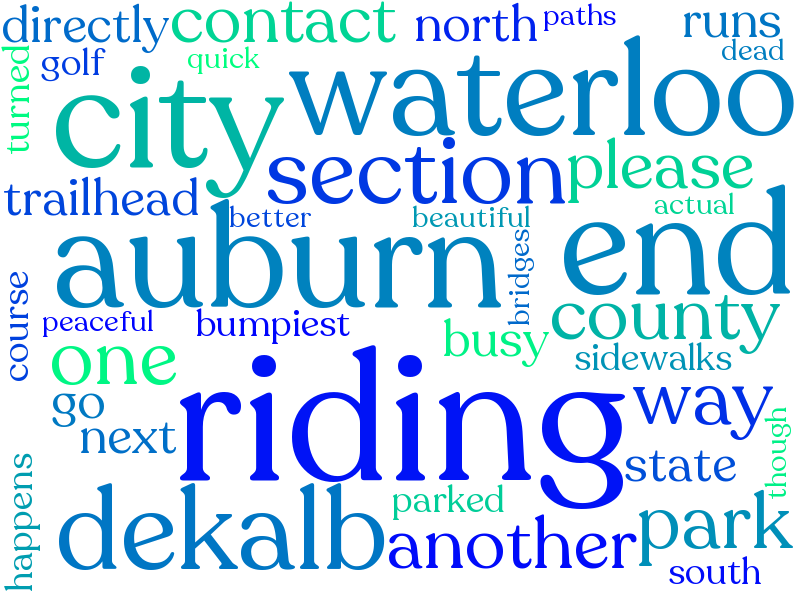 directly
contact
north
paths
runs
dead
turned
golf
quick
city
waterloo
section
please
trailhead
better
beautiful
actual
auburn
bridges
end
course
peaceful
bumpiest
busy
county
one
sidewalks
riding
way
go
next
state
though
happens
dekalb
parked
another
park
south